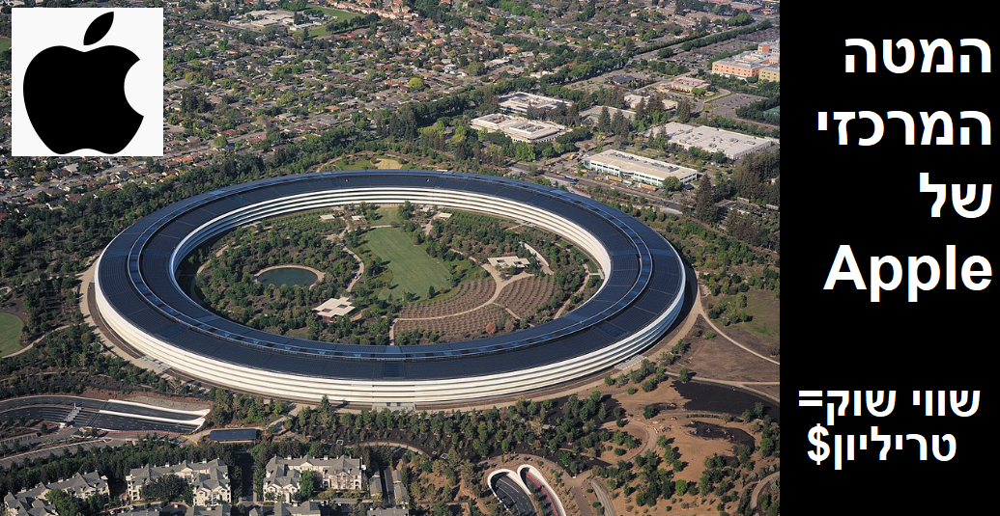 המטה
המרכזי
של
Apple
שווי שוק=
טריליון$